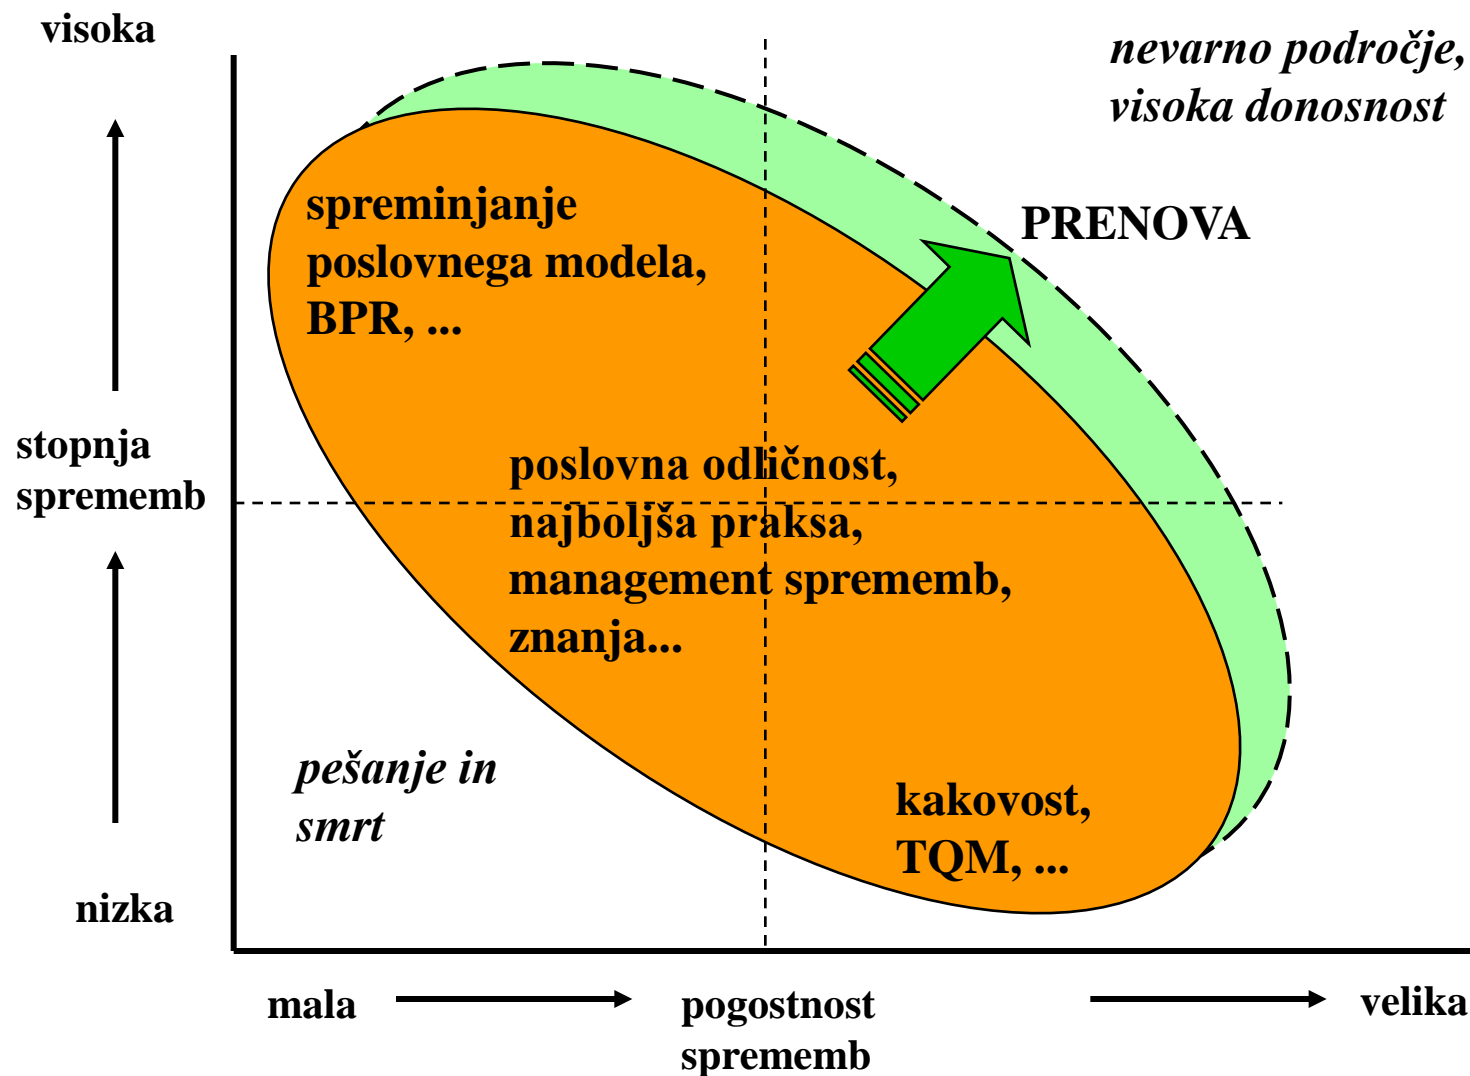 visoka
nevarno področje,
visoka donosnost
spreminjanje
poslovnega modela,
BPR, ...
PRENOVA
stopnja
sprememb
poslovna odličnost,
najboljša praksa,
management sprememb,
znanja...
pešanje in
smrt
kakovost,
TQM, ...
nizka
mala
pogostnost
sprememb
velika